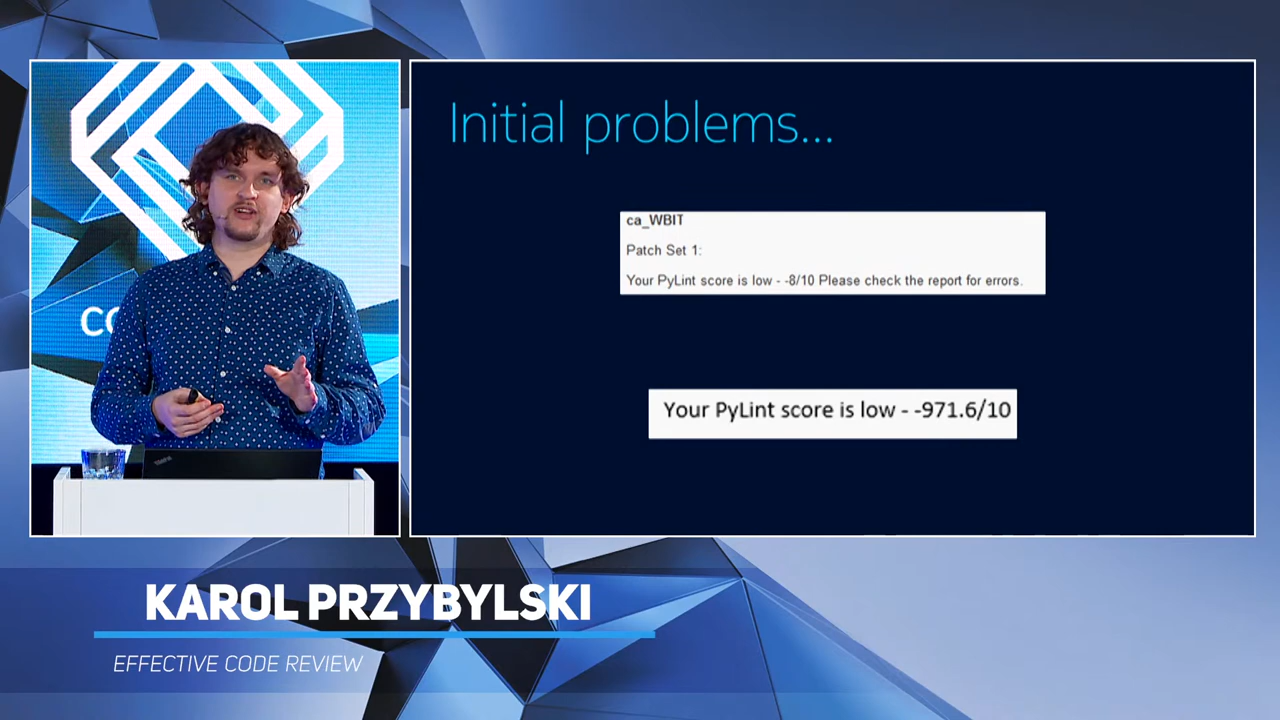 Initial problems...
ca_WBIT
Patch Set 1:
Your PyLint score is low - -8/10 Please check the report for errors.
Your PyLint score is low - -971.6/10
KAROL PRZYBYLSKI
EFFECTIVE CODE REVIEW